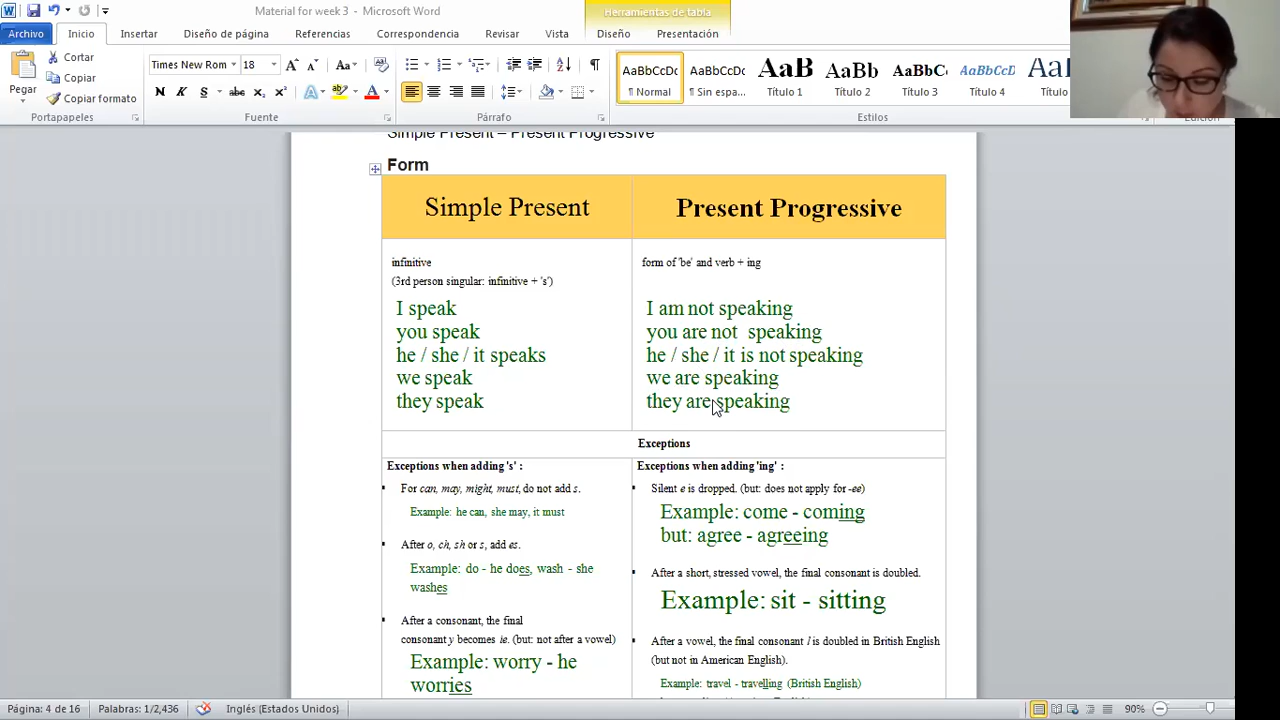 Material for week 3 - Microsoft Word
Herramientas de tabla
Archivo Inicio Insertar Diseño de página Referencias Correspondencia Revisar Vista Diseño Presentación
Cortar
Copiar
Copiar formato
Pegar
Portapapeles
Times New Rom 18
Fuente
Párrafo
AaBbCcDc AaBbCcDc AaB AaBb AaBbC AaBbCcD Aa
¶ Normal ¶ Sin espa... Título 1 Título 2 Título 3 Título 4 Título
Estilos
Simple Present – Present Progressive
Form
Simple Present
Present Progressive
infinitive
(3rd person singular: infinitive + 's')
I speak
you speak
he / she / it speaks
we speak
they speak
form of 'be' and verb + ing
I am not speaking
you are not speaking
he / she / it is not speaking
we are speaking
they are speaking
Exceptions
Exceptions when adding 's' :
For can, may, might, must, do not add s.
Example: he can, she may, it must
After o, ch, sh or s, add es.
Example: do - he does, wash - she
washes
After a consonant, the final
consonant y becomes ie. (but: not after a vowel)
Example: worry - he
worries
Exceptions when adding 'ing' :
Silent e is dropped. (but: does not apply for -ee)
Example: come - coming
but: agree - agreeing
After a short, stressed vowel, the final consonant is doubled.
Example: sit - sitting
After a vowel, the final consonant l is doubled in British English
(but not in American English).
Example: travel - travelling (British English)
Página: 4 de 16 Palabras: 1/2,436 Inglés (Estados Unidos) 90%